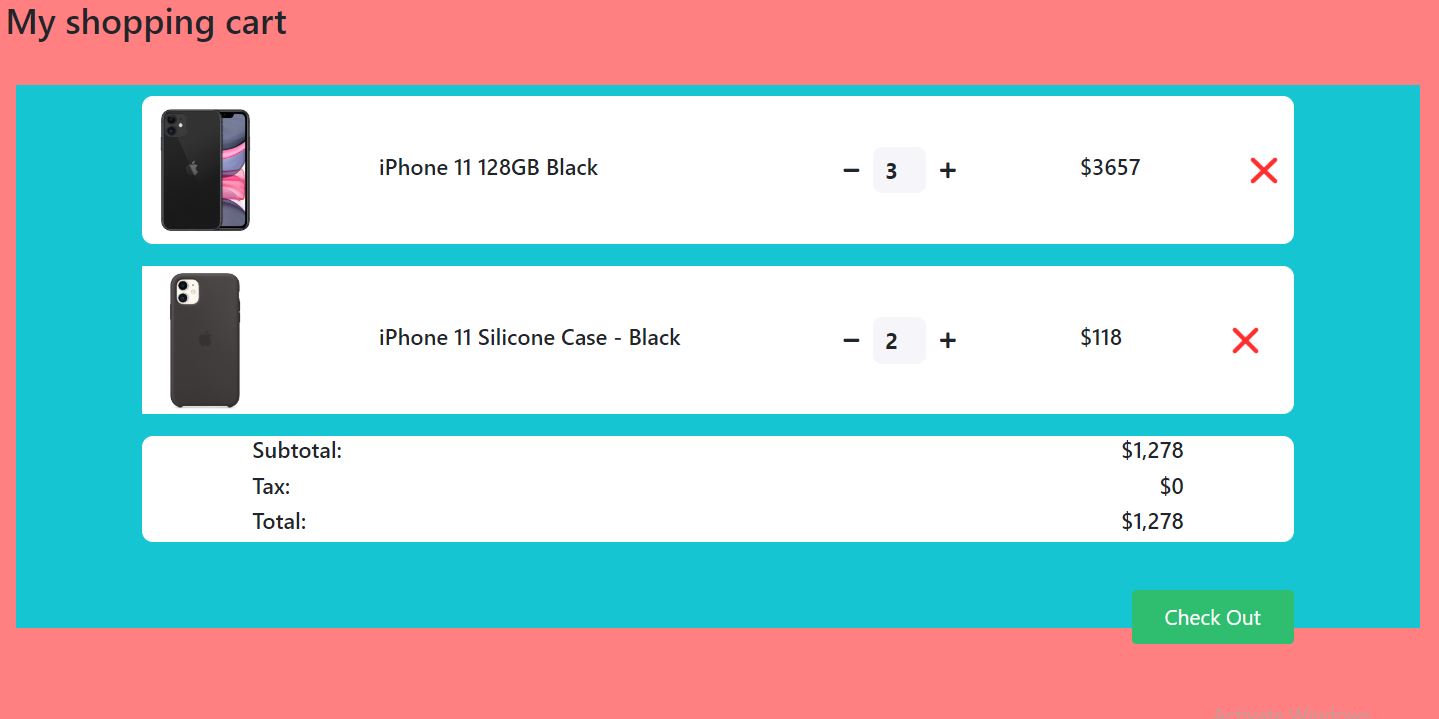 My shopping cart
iPhone 11 128GB Black
3
$3657
iPhone 11 Silicone Case - Black
2
$118
Subtotal:
$1,278
Tax:
$0
Total:
$1,278
Check Out